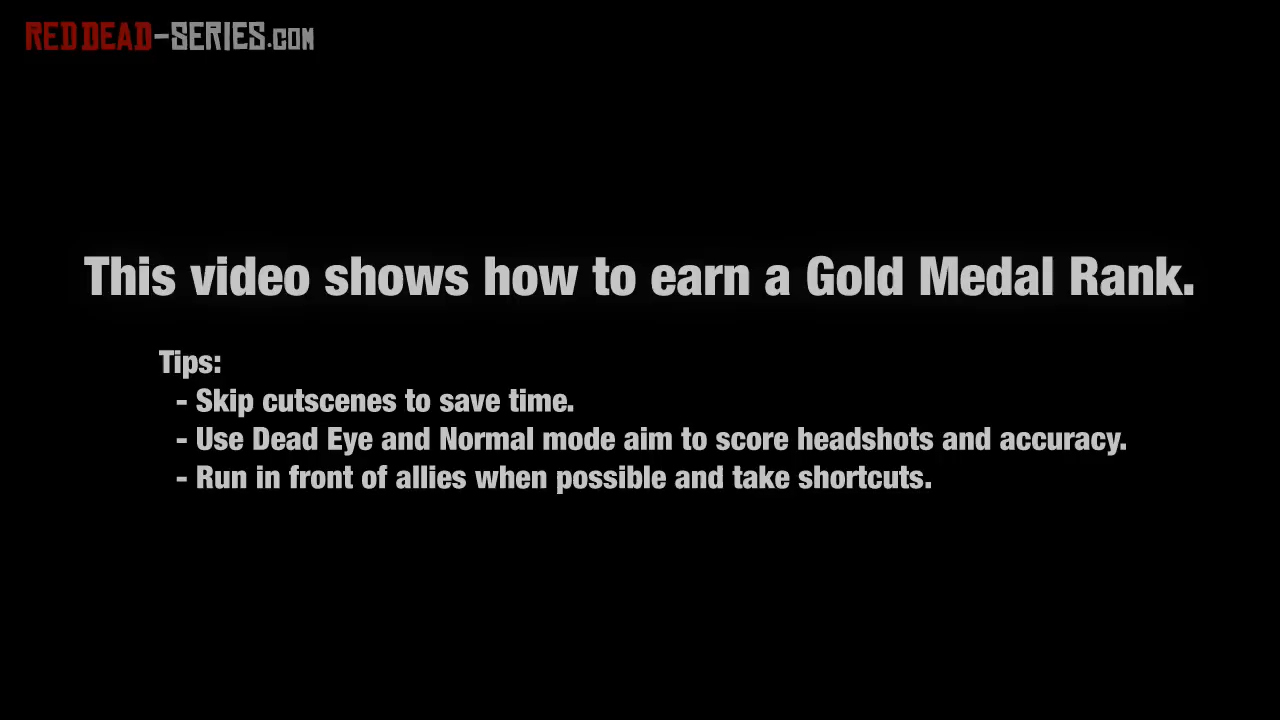 RED DEAD-SERIES.COM
This video shows how to earn a Gold Medal Rank.
Tips:
- Skip cutscenes to save time.
- Use Dead Eye and Normal mode aim to score headshots and accuracy.
- Run in front of allies when possible and take shortcuts.